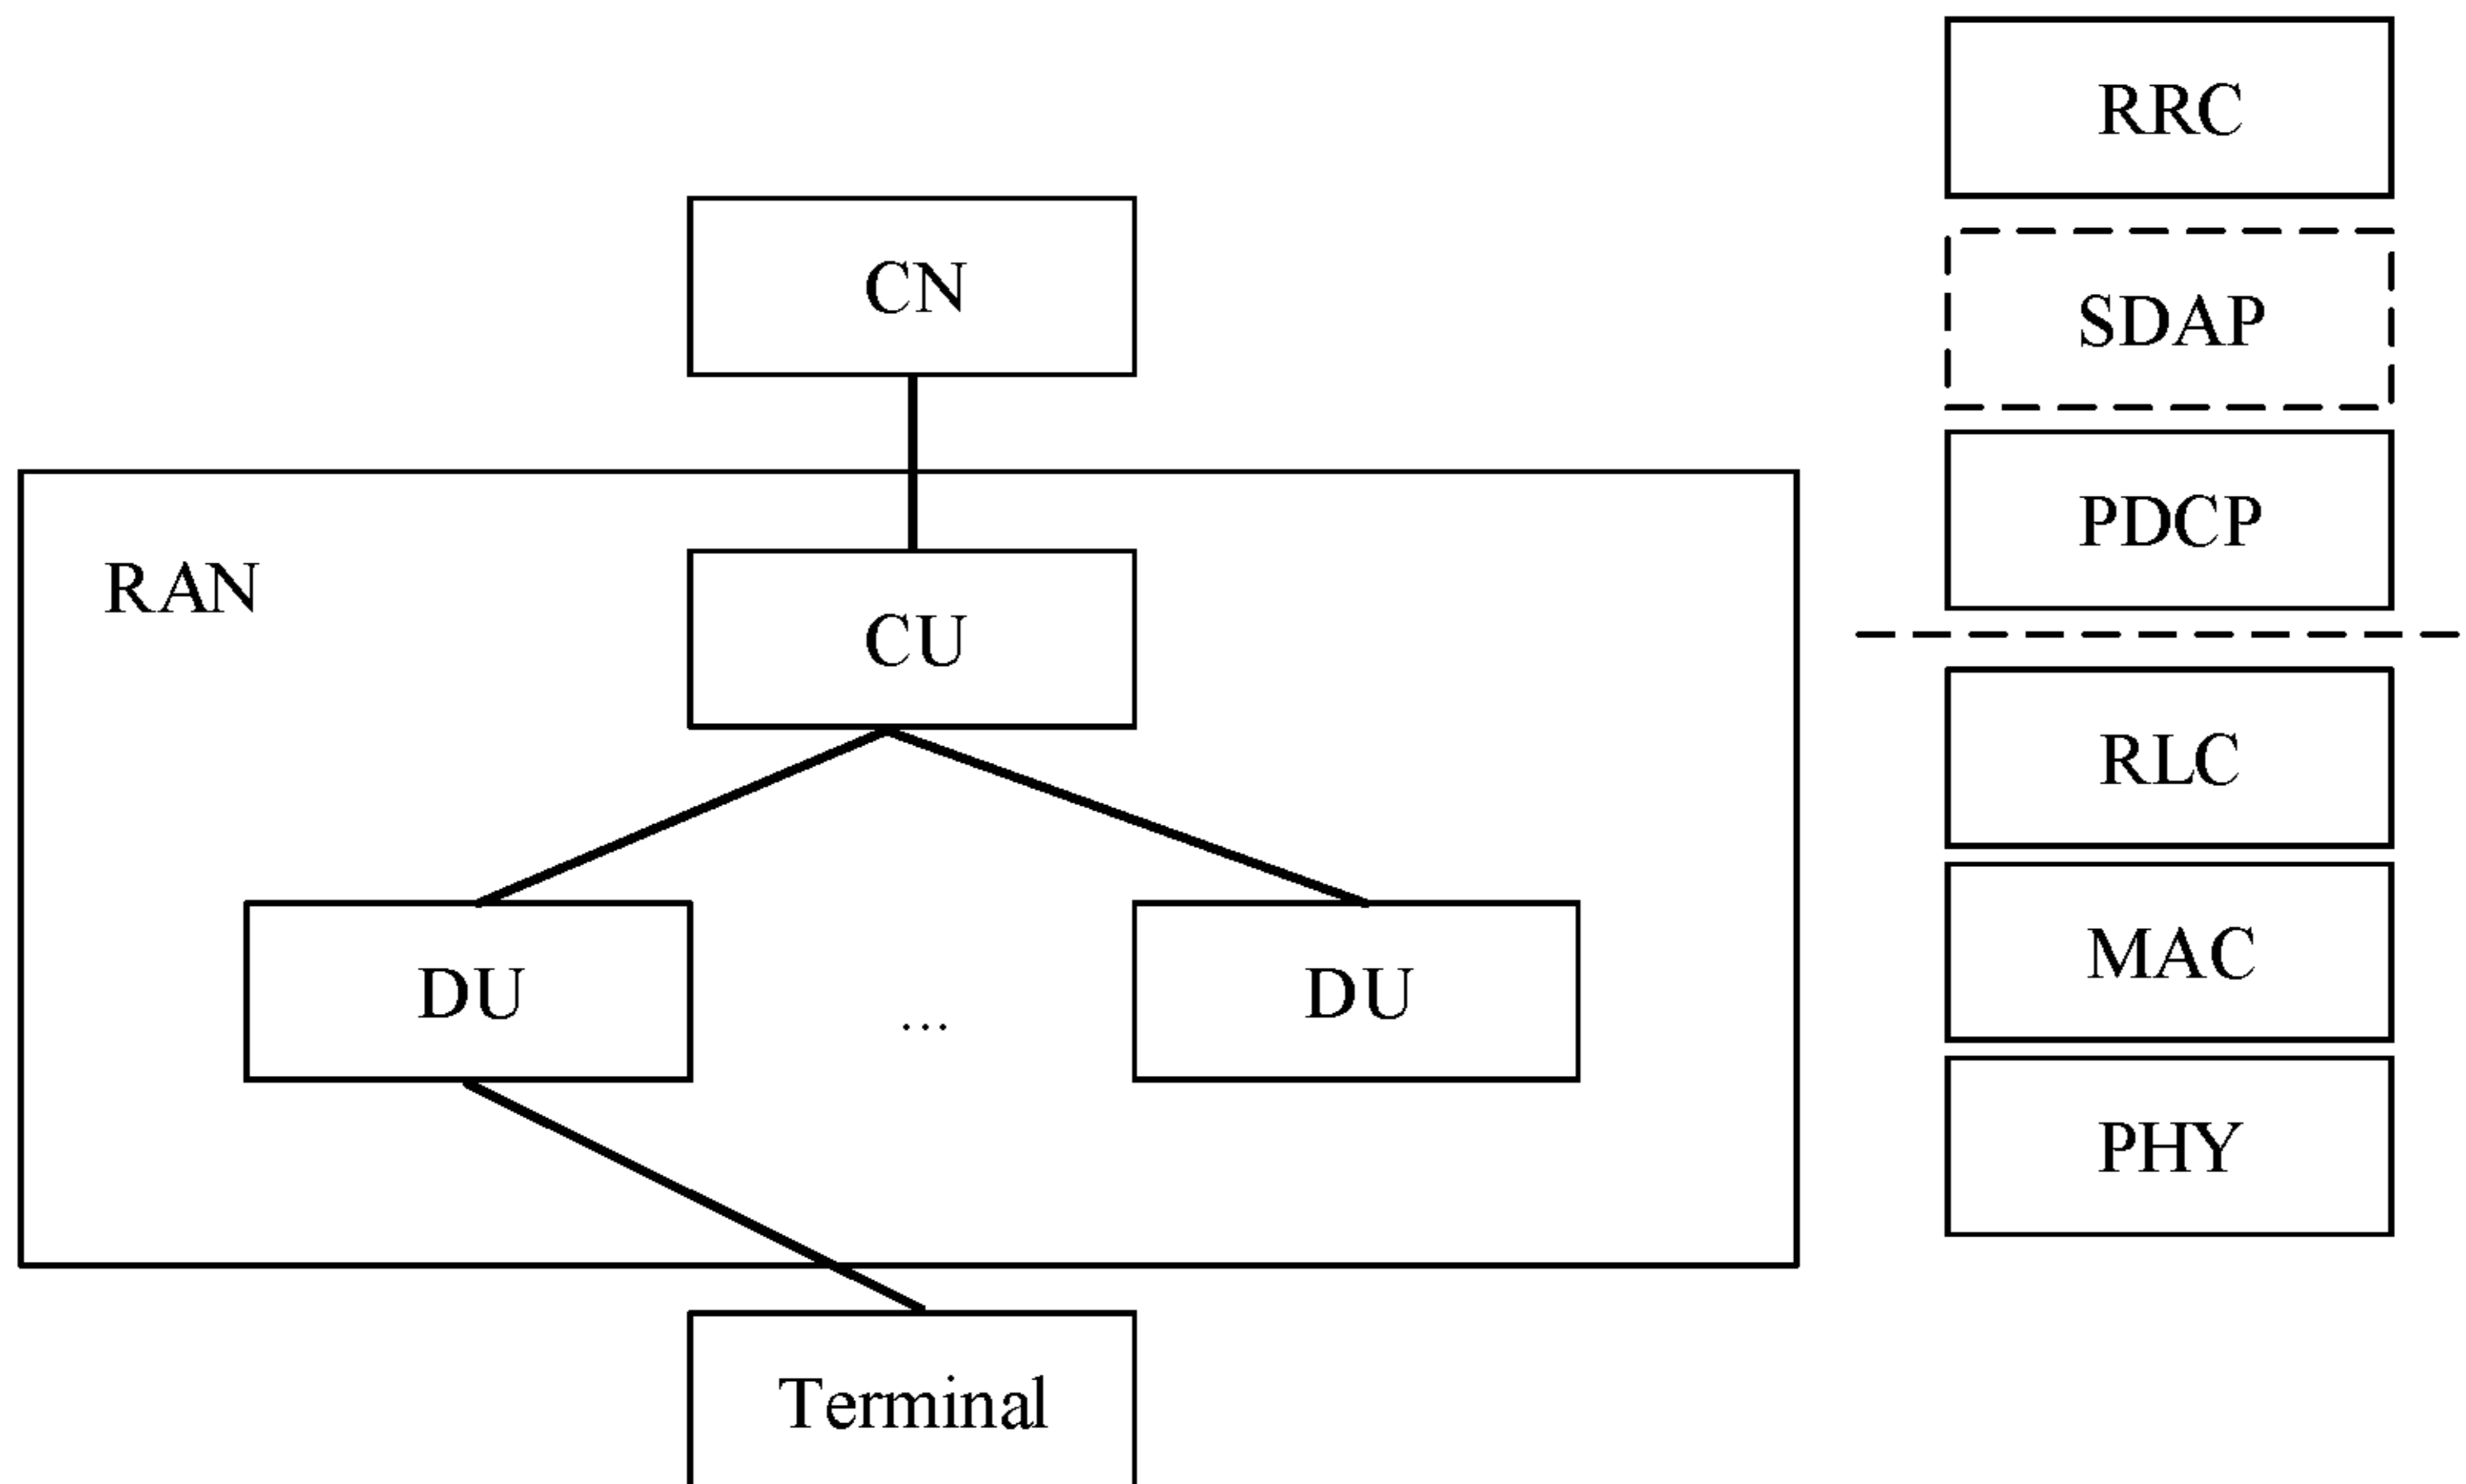 CN
RAN
CU
DU
...
DU
Terminal
RRC
SDAP
PDCP
RLC
MAC
PHY